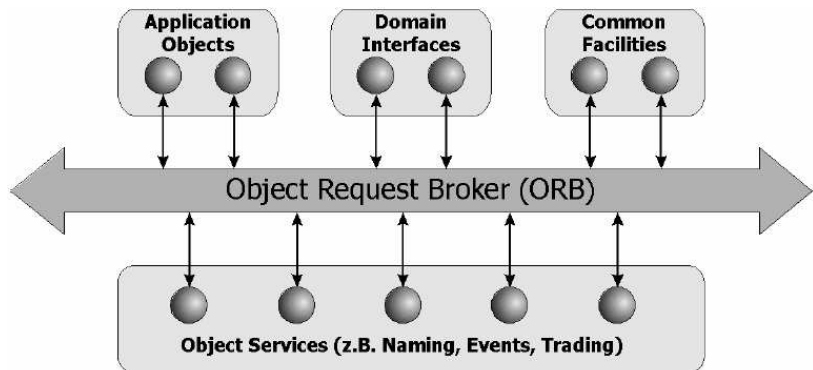 Application
Objects
Domain
Interfaces
Common
Facilities
Object Request Broker (ORB)
Object Services (z.B. Naming, Events, Trading)